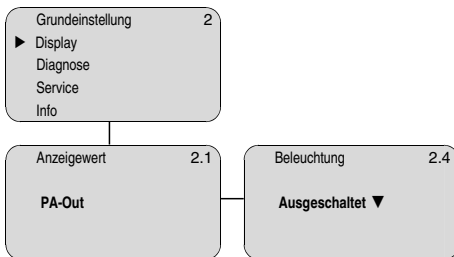 Grundeinstellung 2
▶ Display
Diagnose
Service
Info
Anzeigewert 2.1
PA-Out
Beleuchtung 2.4
Ausgeschaltet ▼